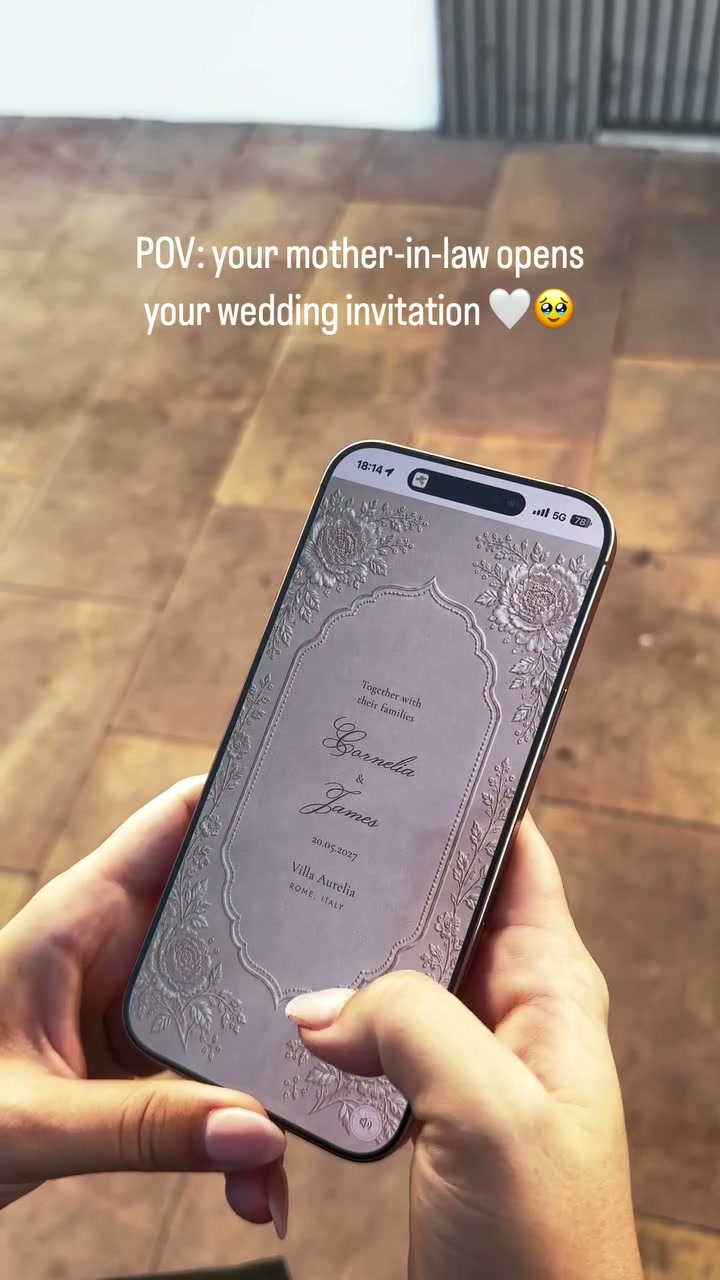 POV: your mother-in-law opens
your wedding invitation 🤍🥹
18:14
5G 78
Together with
their families
Cornelia
&
James
20.05.2027
Villa Aurelia
ROME, ITALY